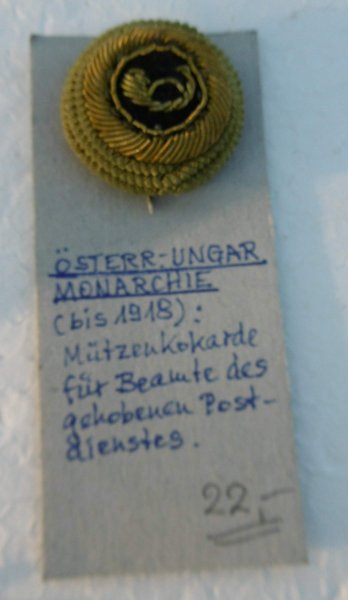 ÖSTERR.-UNGAR.
MONARCHIE
(bis 1918):
Mützenkokarde
für Beamte des
gehobenen Post-
dienstes.
22,-